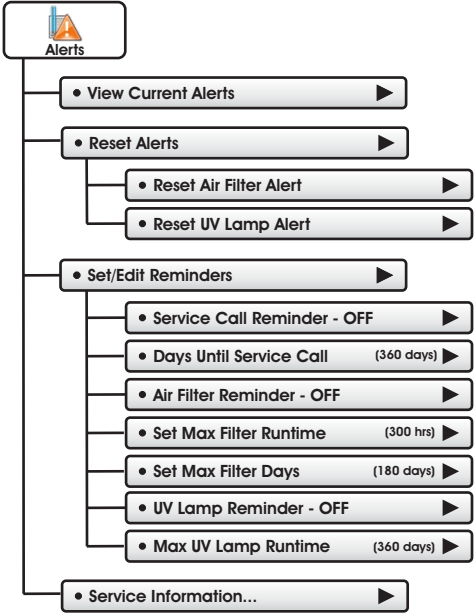 Alerts
• View Current Alerts
• Reset Alerts
• Reset Air Filter Alert
• Reset UV Lamp Alert
• Set/Edit Reminders
• Service Call Reminder - OFF
• Days Until Service Call (360 days)
• Air Filter Reminder - OFF
• Set Max Filter Runtime (300 hrs)
• Set Max Filter Days (180 days)
• UV Lamp Reminder - OFF
• Max UV Lamp Runtime (360 days)
• Service Information...